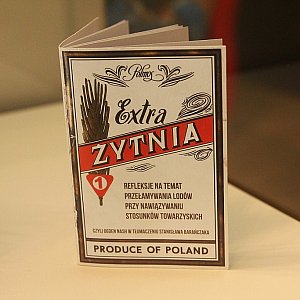 Polmos
Extra
ŻYTNIA
1
REFLEKSJE NA TEMAT
PRZEŁAMYWANIA LODÓW
PRZY NAWIĄZYWANIU
STOSUNKÓW TOWARZYSKICH
CZYLI OGDEN NASH W TŁUMACZENIU STANISŁAWA BARAŃCZAKA
PRODUCE OF POLAND